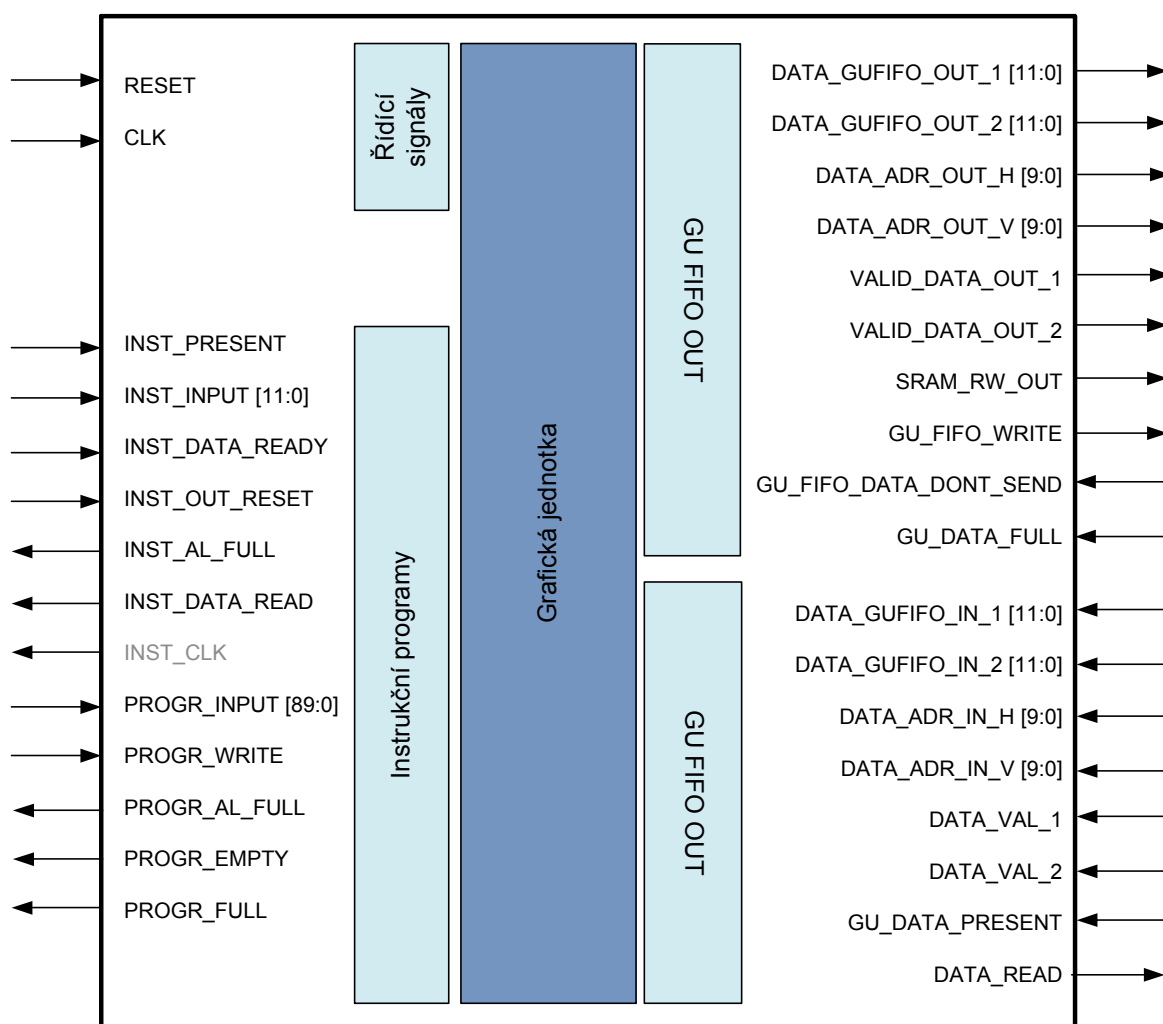 RESET
CLK
INST_PRESENT
INST_INPUT [11:0]
INST_DATA_READY
INST_OUT_RESET
INST_AL_FULL
INST_DATA_READ
INST_CLK
PROGR_INPUT [89:0]
PROGR_WRITE
PROGR_AL_FULL
PROGR_EMPTY
PROGR_FULL
Řídící
signály
Instrukční programy
Grafická jednotka
GU FIFO OUT
GU FIFO OUT
DATA_GUFIFO_OUT_1 [11:0]
DATA_GUFIFO_OUT_2 [11:0]
DATA_ADR_OUT_H [9:0]
DATA_ADR_OUT_V [9:0]
VALID_DATA_OUT_1
VALID_DATA_OUT_2
SRAM_RW_OUT
GU_FIFO_WRITE
GU_FIFO_DATA_DONT_SEND
GU_DATA_FULL
DATA_GUFIFO_IN_1 [11:0]
DATA_GUFIFO_IN_2 [11:0]
DATA_ADR_IN_H [9:0]
DATA_ADR_IN_V [9:0]
DATA_VAL_1
DATA_VAL_2
GU_DATA_PRESENT
DATA_READ